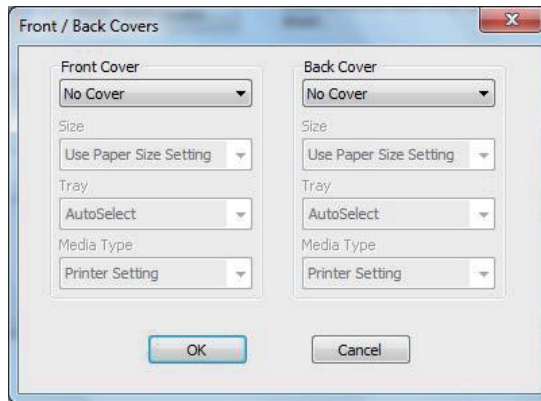 Front / Back Covers
Front Cover
No Cover
Size
Use Paper Size Setting
Tray
AutoSelect
Media Type
Printer Setting
Back Cover
No Cover
Size
Use Paper Size Setting
Tray
AutoSelect
Media Type
Printer Setting
OK
Cancel